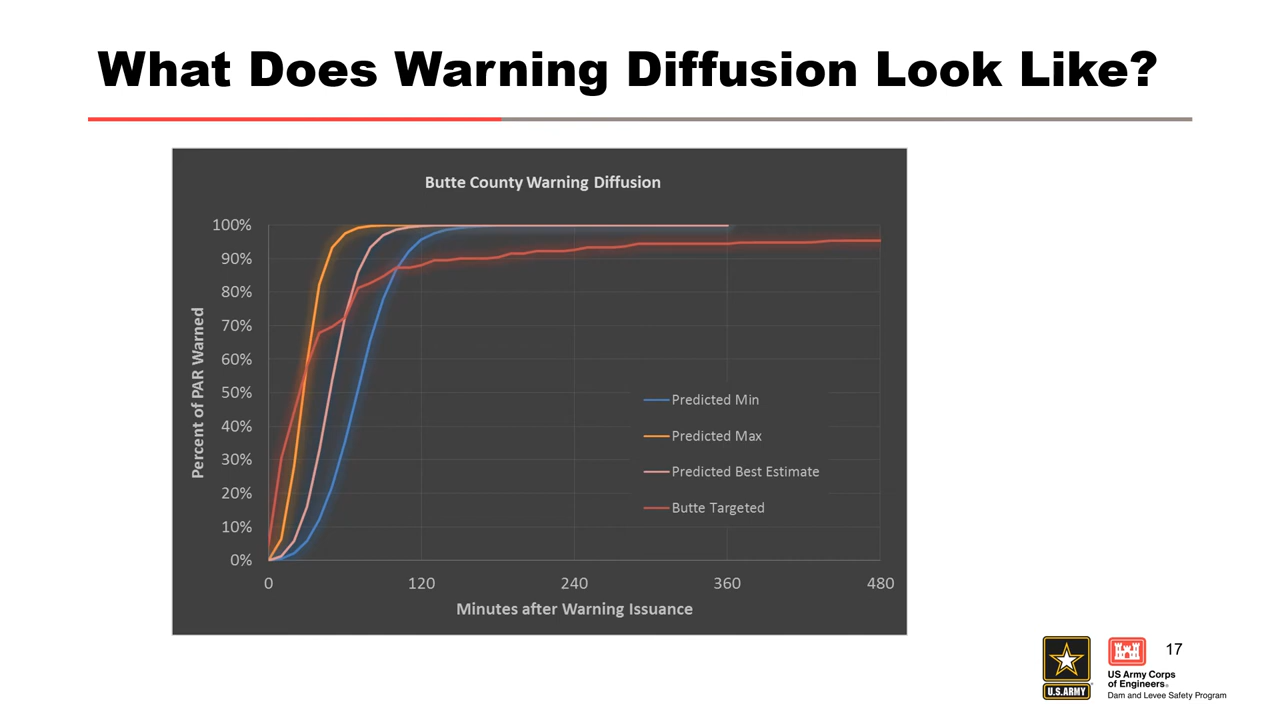 What Does Warning Diffusion Look Like?
Butte County Warning Diffusion
100%
90%
80%
70%
60%
50%
40%
30%
20%
10%
0%
Percent of PAR Warned
Predicted Min
Predicted Max
Predicted Best Estimate
Butte Targeted
0 120 240 360 480
Minutes after Warning Issuance
17
U.S.ARMY
US Army Corps
of Engineers®
Dam and Levee Safety Program